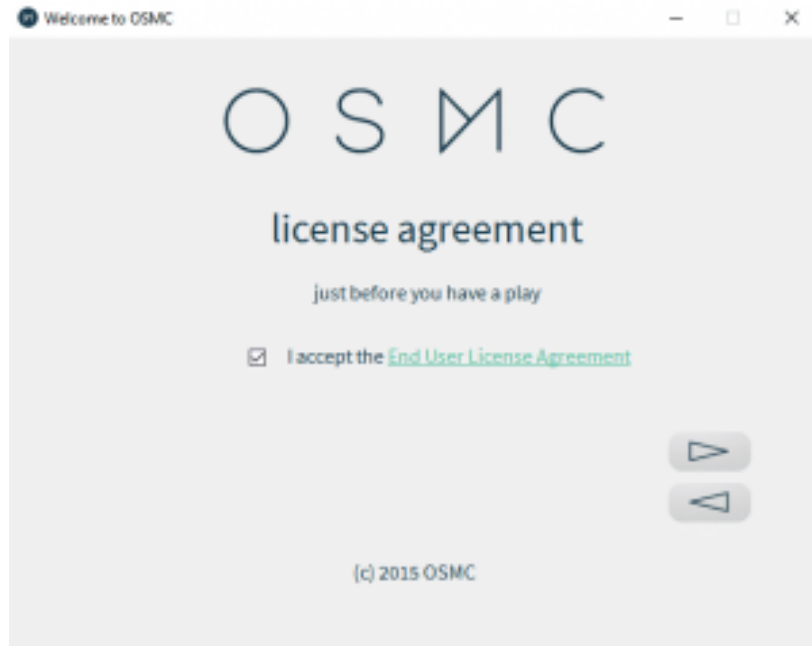 Welcome to OSMC
OSMC
license agreement
just before you have a play
I accept the End User License Agreement
(c) 2015 OSMC